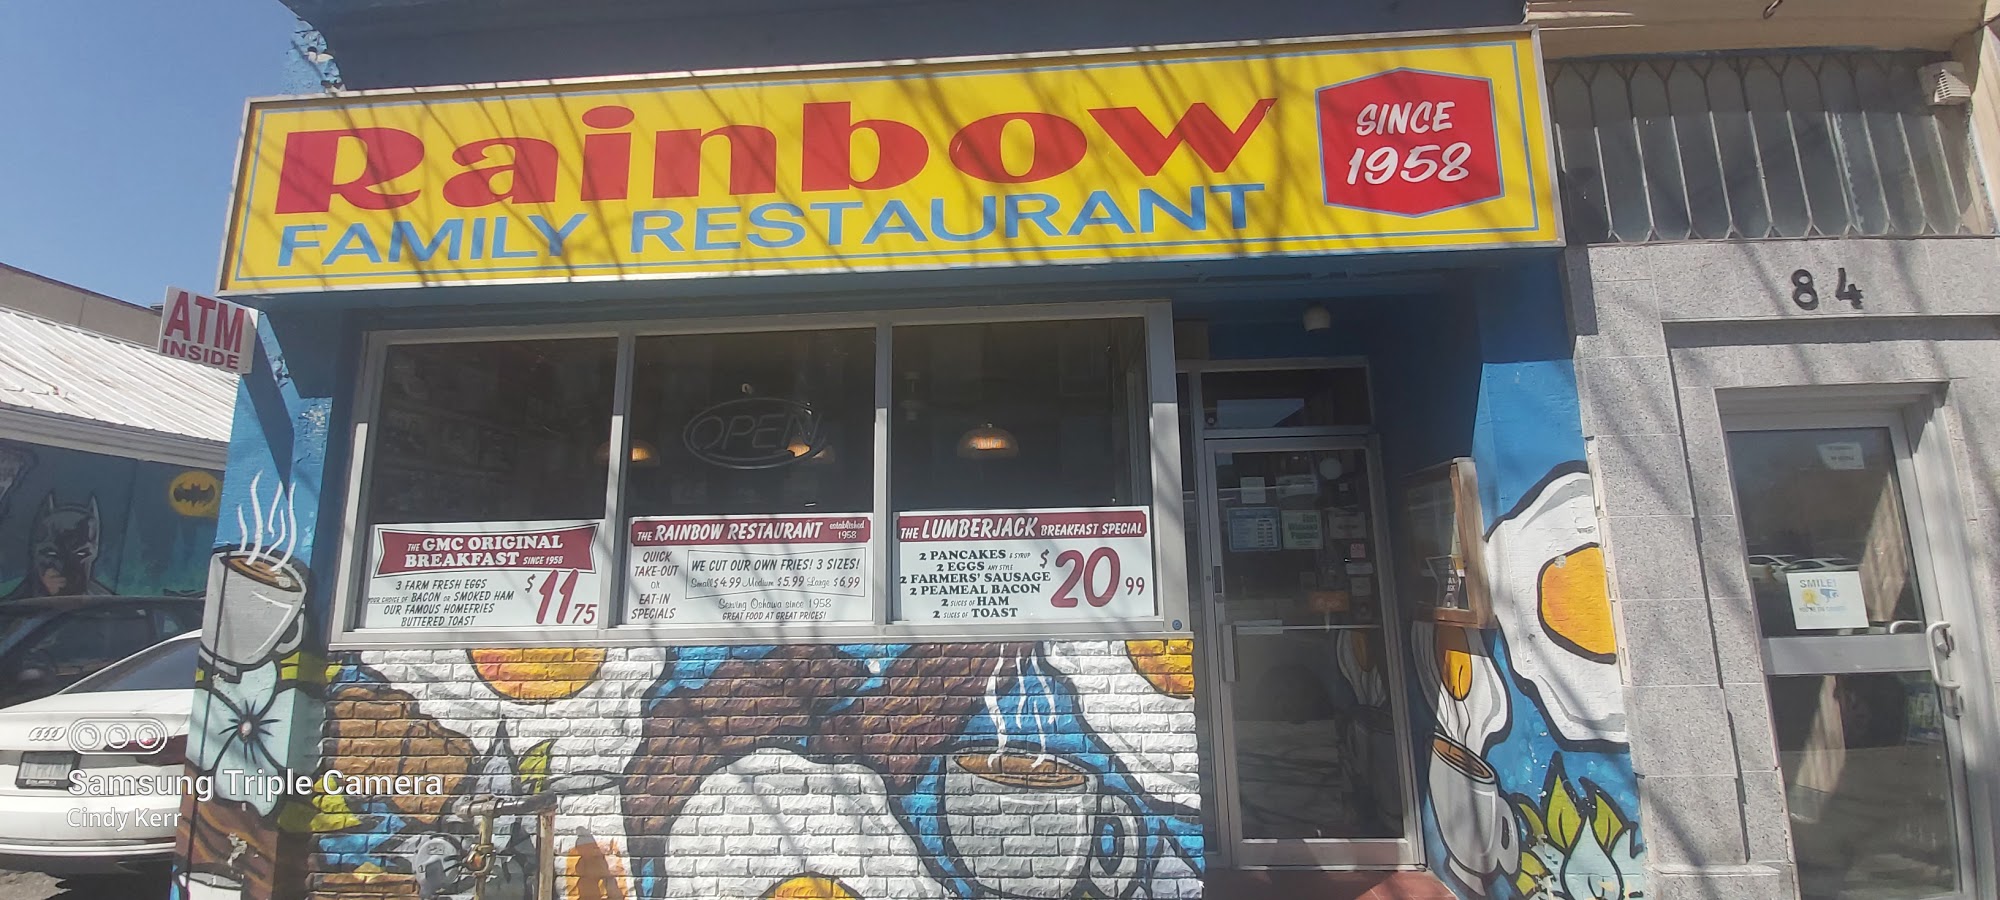 Rainbow
FAMILY RESTAURANT
SINCE
1958
84
ATM
INSIDE
OPEN
THE GMC ORIGINAL
BREAKFAST SINCE 1958
3 FARM FRESH EGGS
YOUR CHOICE OF BACON OR SMOKED HAM
OUR FAMOUS HOMEFRIES
BUTTERED TOAST
$11 75
THE RAINBOW RESTAURANT established 1958
QUICK
TAKE-OUT
OR
EAT-IN
SPECIALS
WE CUT OUR OWN FRIES! 3 SIZES!
Small $4.99 Medium $5.99 Large $6.99
Serving Oshawa since 1958
GREAT FOOD AT GREAT PRICES!
THE LUMBERJACK BREAKFAST SPECIAL
2 PANCAKES & SYRUP
2 EGGS ANY STYLE
2 FARMERS' SAUSAGE
2 PEAMEAL BACON
2 SLICES OF HAM
2 SLICES OF TOAST
$20 99
SMILE!
Samsung Triple Camera
Cindy Kerr